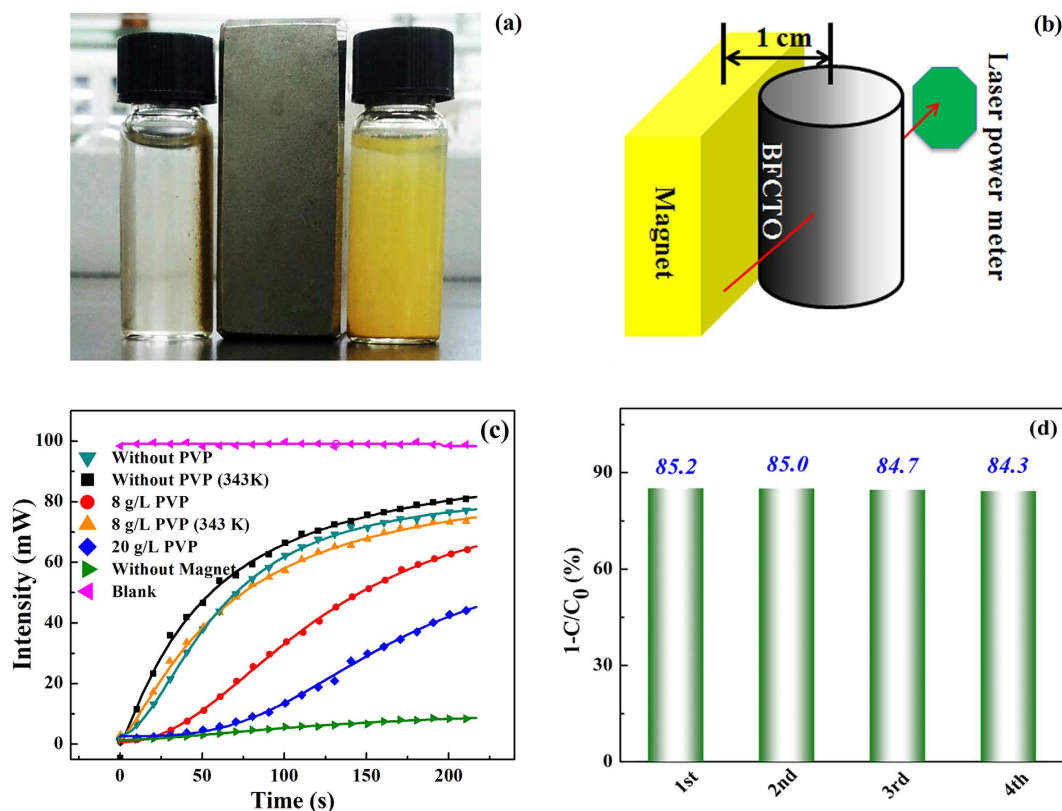 (a)
(b)
1 cm
Magnet
BFCTO
Laser power meter
(c)
Intensity (mW)
100
80
60
40
20
0
Without PVP
Without PVP (343K)
8 g/L PVP
8 g/L PVP (343 K)
20 g/L PVP
Without Magnet
Blank
0 50 100 150 200
Time (s)
(d)
1-C/C₀ (%)
90
60
30
0
85.2 85.0 84.7 84.3
1st 2nd 3rd 4th